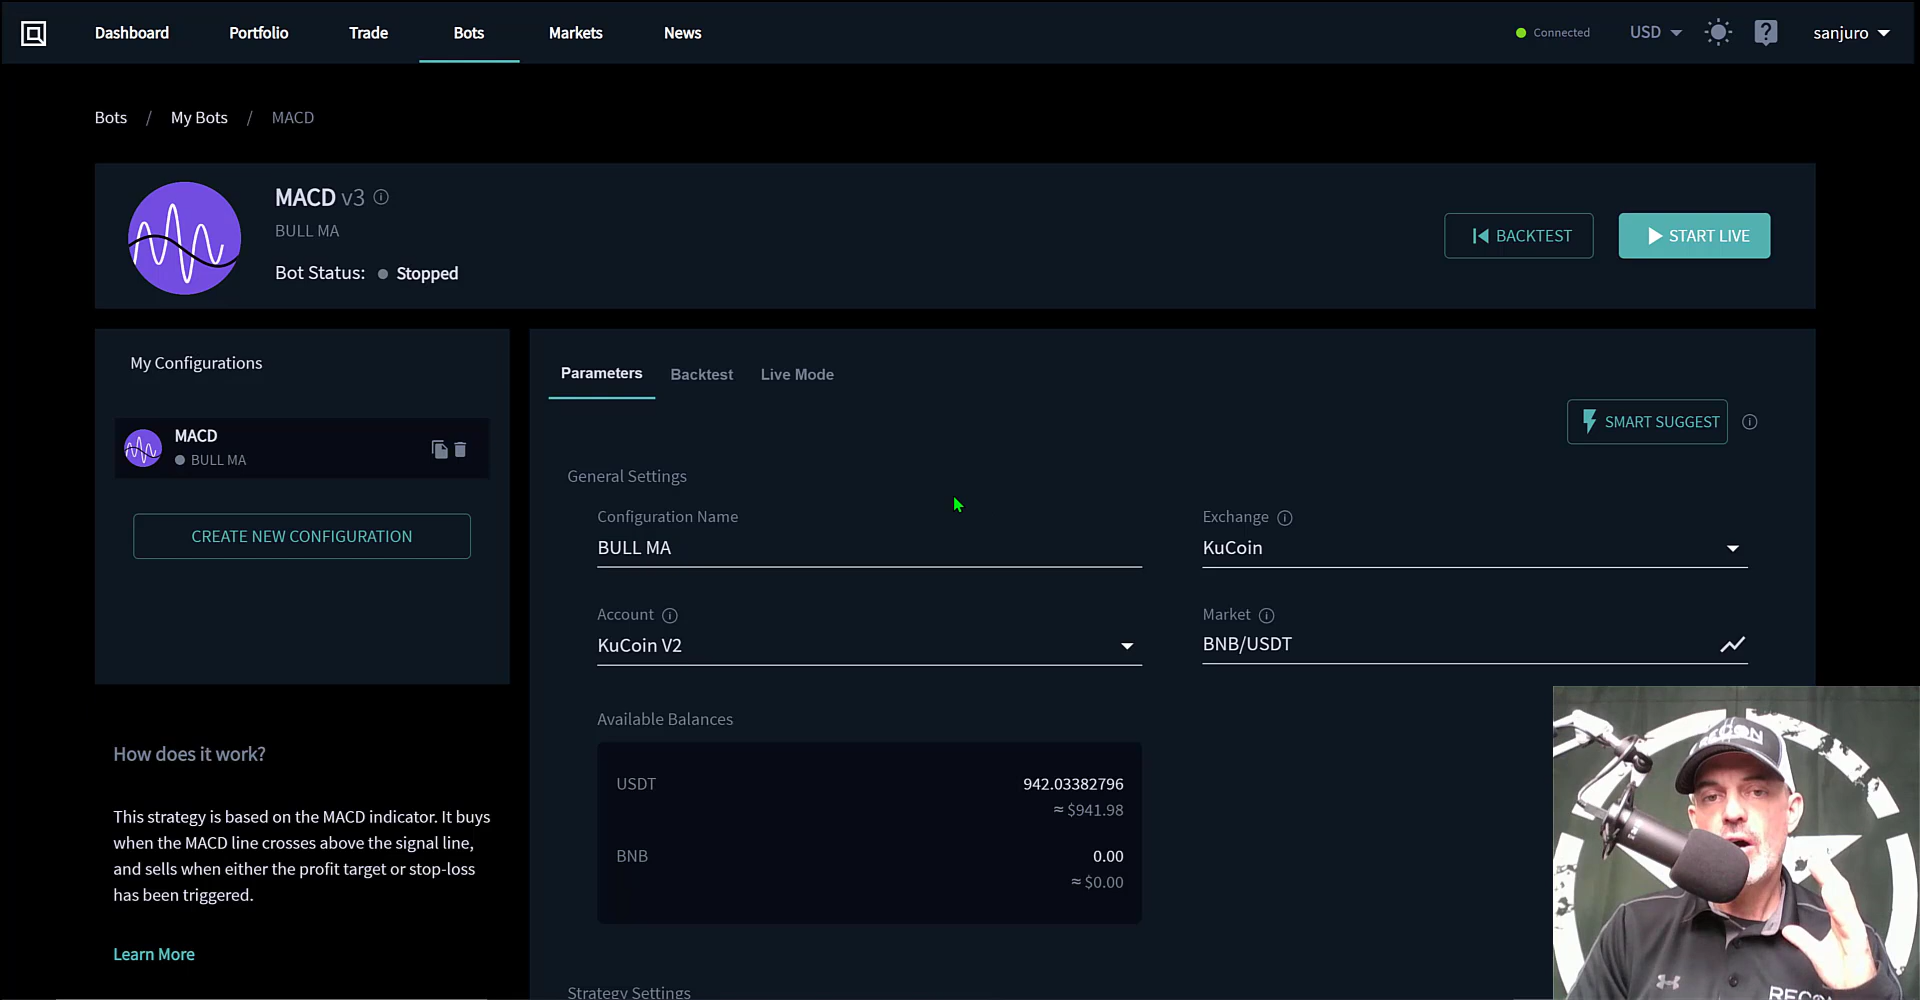 Dashboard
Portfolio
Trade
Bots
Markets
News
Connected
USD
sanjuro
Bots / My Bots / MACD
MACD v3
BULL MA
Bot Status: Stopped
BACKTEST
START LIVE
My Configurations
MACD
BULL MA
CREATE NEW CONFIGURATION
How does it work?
This strategy is based on the MACD indicator. It buys
when the MACD line crosses above the signal line,
and sells when either the profit target or stop-loss
has been triggered.
Learn More
Parameters
Backtest
Live Mode
SMART SUGGEST
General Settings
Configuration Name
BULL MA
Exchange
KuCoin
Account
KuCoin V2
Market
BNB/USDT
Available Balances
USDT
942.03382796
≈ $941.98
BNB
0.00
≈ $0.00
Strategy Settings
RECON